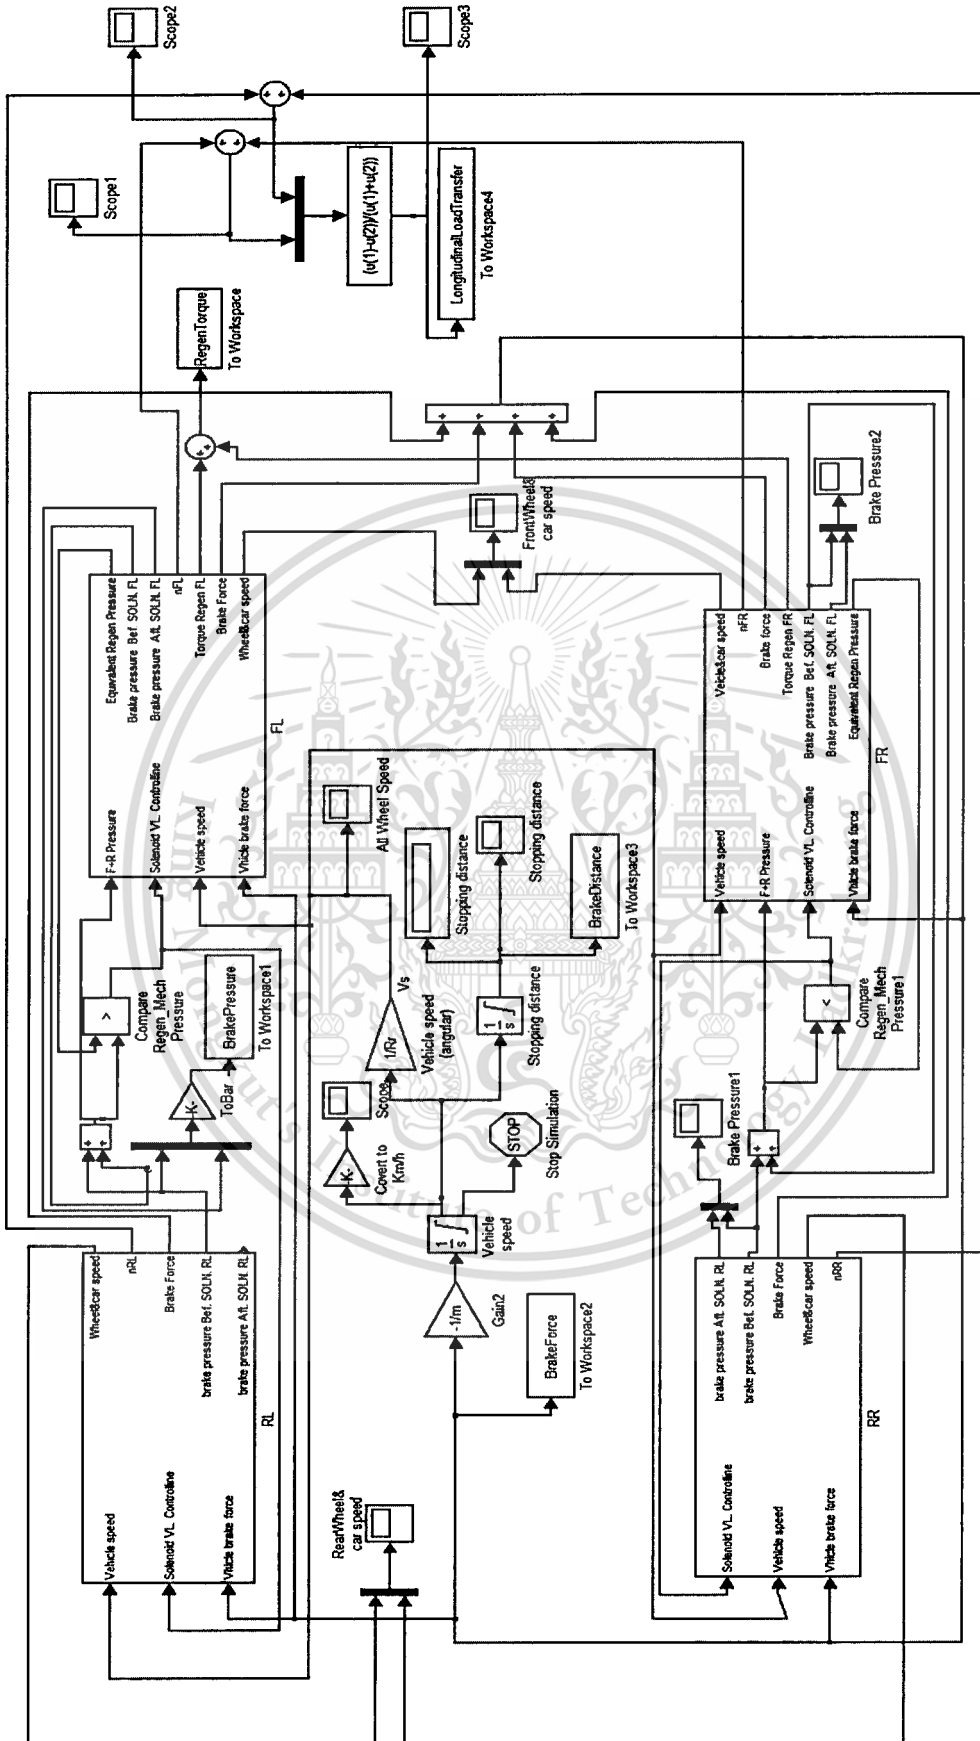 Scope2
Scope3
Scope1
(u(1)-u(2))/(u(1)+u(2))
LongitudinalLoadTransfer
To Workspace4
RegenTorque
To Workspace
F+R Pressure
Solenoid VL. Controlline
Vehicle speed
Vhicle brake force
Equivalent Regen Pressure
Brake pressure Bef. SOLN. FL
Brake pressure Aft. SOLN. FL
nFL
Torque Regen FL
Brake Force
Wheel&car speed
FL
>
Compare
Regen_Mech
Pressure
BrakePressure
To Workspace1
K-
ToBar
Vehicle speed
Solenoid VL. Controlline
Vhicle brake force
Wheel&car speed
nRL
Brake Force
brake pressure Bef. SOLN. RL
brake pressure Aft. SOLN. RL
RL
FrontWheel&
car speed
All Wheel Speed
Stopping distance
Stopping distance
BrakeDistance
To Workspace3
1/Rr
Vs
Vehicle speed
(angular)
1
s
Stopping distance
Scope
K-
Covert to
Km/h
STOP
Stop Simulation
1
s
Vehicle
speed
-1/m
Gain2
BrakeForce
To Workspace2
RearWheel&
car speed
Brake Pressure2
Vehicle speed
F+R Pressure
Solenoid VL. Controlline
Vhicle brake force
Veicle&car speed
nFR
Brake force
Torque Regen FR
Brake pressure Bef. SOLN. FL
Brake pressure Aft. SOLN. FL
Equivalent Regen Pressure
FR
<
Compare
Regen_Mech
Pressure1
Brake Pressure1
Solenoid VL. Controlline
Vehicle speed
Vhicle brake force
brake pressure Aft. SOLN. RL
brake pressure Bef. SOLN. RL
Brake Force
Wheel&car speed
nRR
RR
Institute of Technology